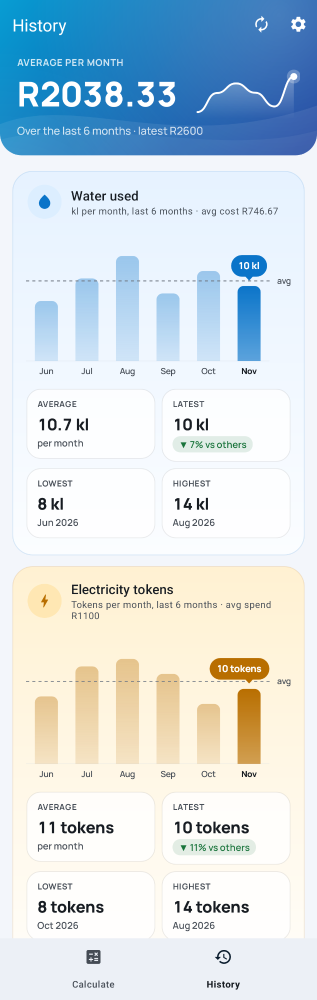 History
AVERAGE PER MONTH
R2038.33
Over the last 6 months · latest R2600
Water used
kl per month, last 6 months · avg cost R746.67
10 kl
avg
Jun Jul Aug Sep Oct Nov
AVERAGE
10.7 kl
per month
LATEST
10 kl
▼ 7% vs others
LOWEST
8 kl
Jun 2026
HIGHEST
14 kl
Aug 2026
Electricity tokens
Tokens per month, last 6 months · avg spend
R1100
10 tokens
avg
Jun Jul Aug Sep Oct Nov
AVERAGE
11 tokens
per month
LATEST
10 tokens
▼ 11% vs others
LOWEST
8 tokens
Oct 2026
HIGHEST
14 tokens
Aug 2026
Calculate
History